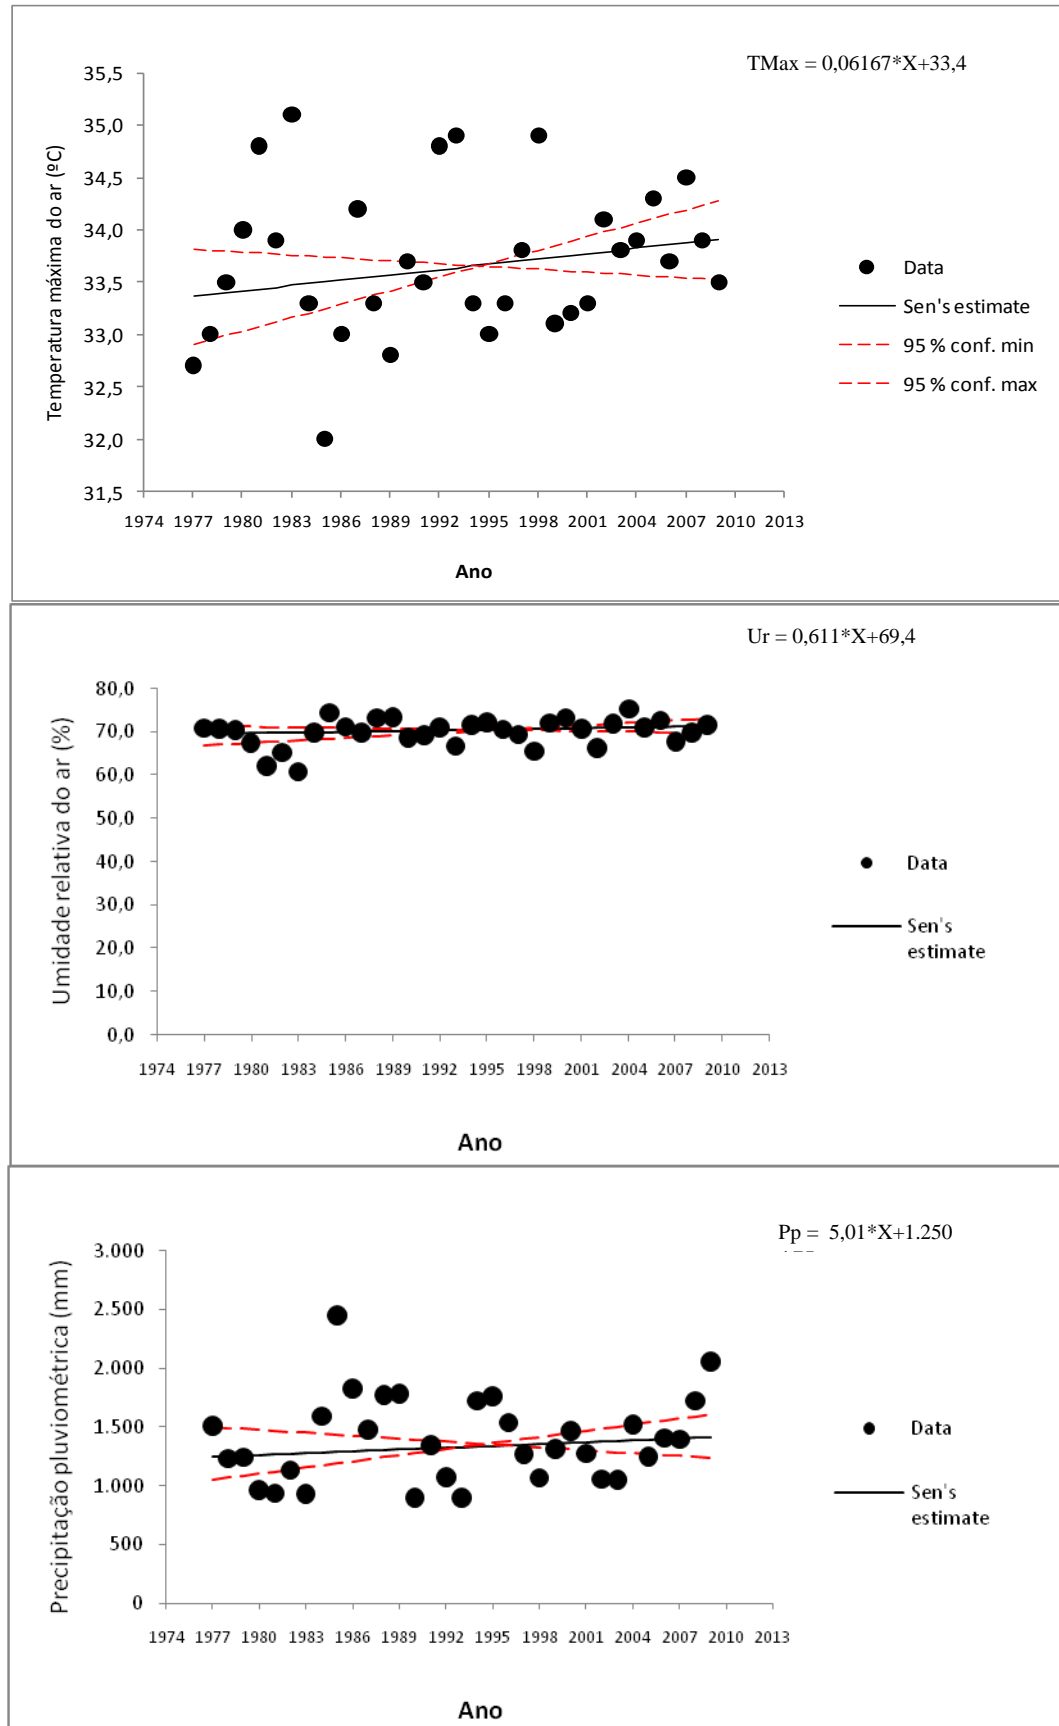 TMax = 0,06167*X+33,4
35,5
35,0
34,5
34,0
33,5
33,0
32,5
32,0
31,5
Temperatura máxima do ar (ºC)
Data
Sen's estimate
95 % conf. min
95 % conf. max
1974 1977 1980 1983 1986 1989 1992 1995 1998 2001 2004 2007 2010 2013
Ano
Ur = 0,611*X+69,4
80,0
70,0
60,0
50,0
40,0
30,0
20,0
10,0
0,0
Umidade relativa do ar (%)
Data
Sen's
estimate
1974 1977 1980 1983 1986 1989 1992 1995 1998 2001 2004 2007 2010 2013
Ano
Pp = 5,01*X+1.250
3.000
2.500
2.000
1.500
1.000
500
0
Precipitação pluviométrica (mm)
Data
Sen's
estimate
1974 1977 1980 1983 1986 1989 1992 1995 1998 2001 2004 2007 2010 2013
Ano